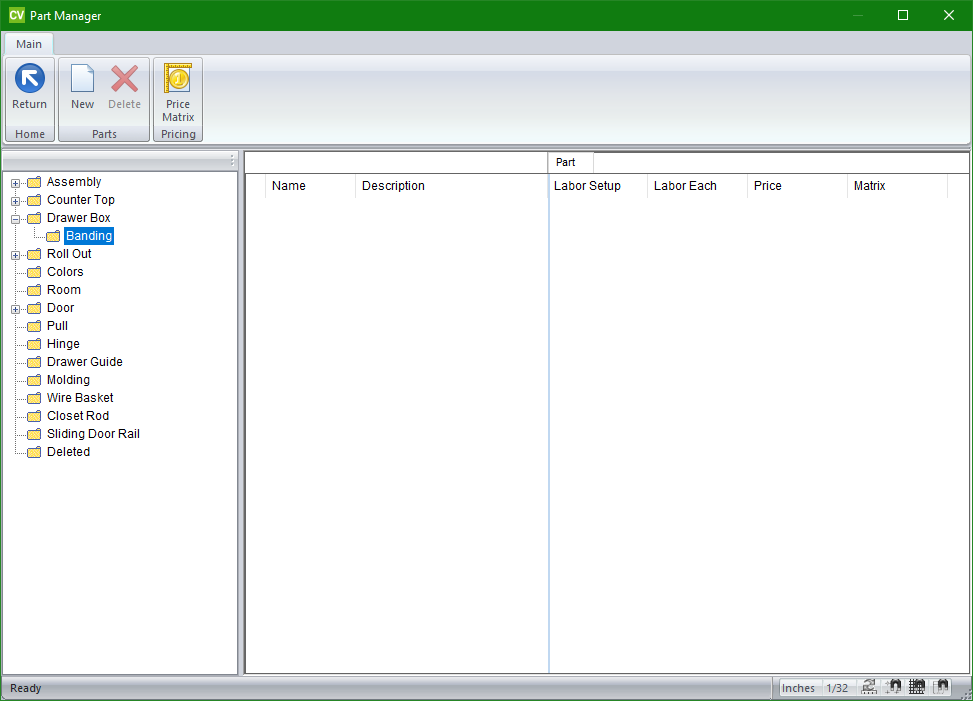 CV Part Manager
Main
Return New Delete Price Matrix
Home Parts Pricing
Part
Name Description Labor Setup Labor Each Price Matrix
Assembly
Counter Top
Drawer Box
Banding
Roll Out
Colors
Room
Door
Pull
Hinge
Drawer Guide
Molding
Wire Basket
Closet Rod
Sliding Door Rail
Deleted
Ready Inches 1/32